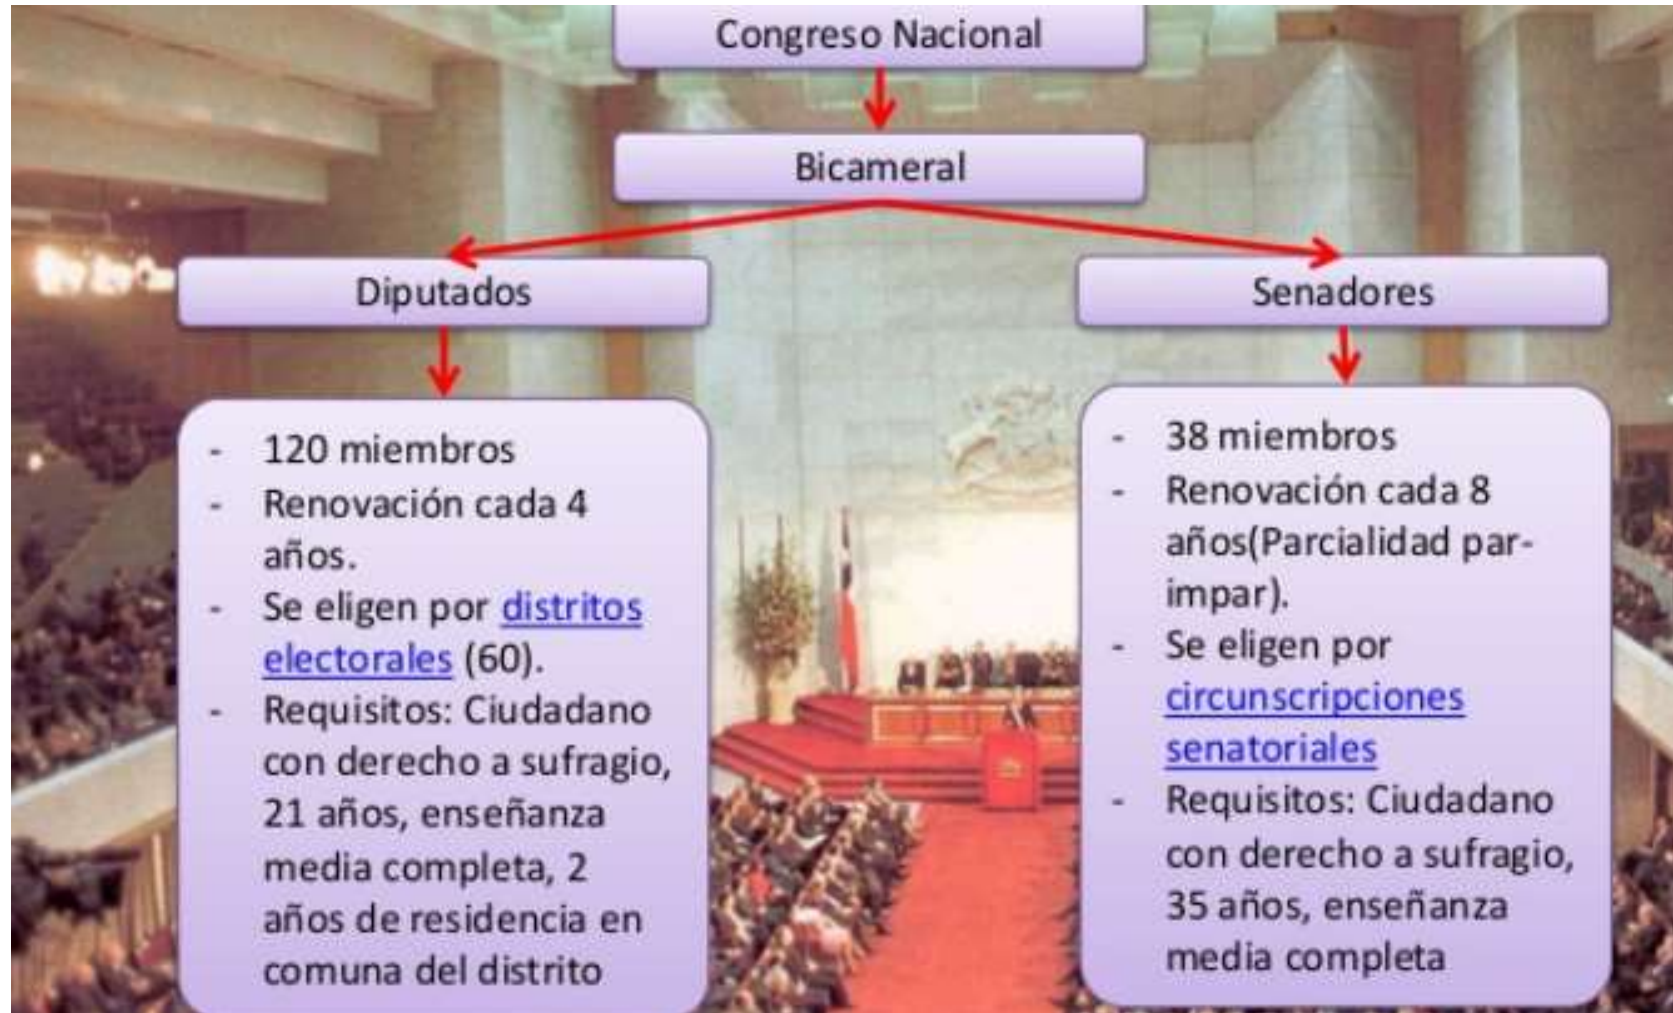 Congreso Nacional
Bicameral
Diputados
Senadores
- 120 miembros
- Renovación cada 4
años.
- Se eligen por distritos
electorales (60).
- Requisitos: Ciudadano
con derecho a sufragio,
21 años, enseñanza
media completa, 2
años de residencia en
comuna del distrito
- 38 miembros
- Renovación cada 8
años(Parcialidad par-
impar).
- Se eligen por
circunscripciones
senatoriales
- Requisitos: Ciudadano
con derecho a sufragio,
35 años, enseñanza
media completa